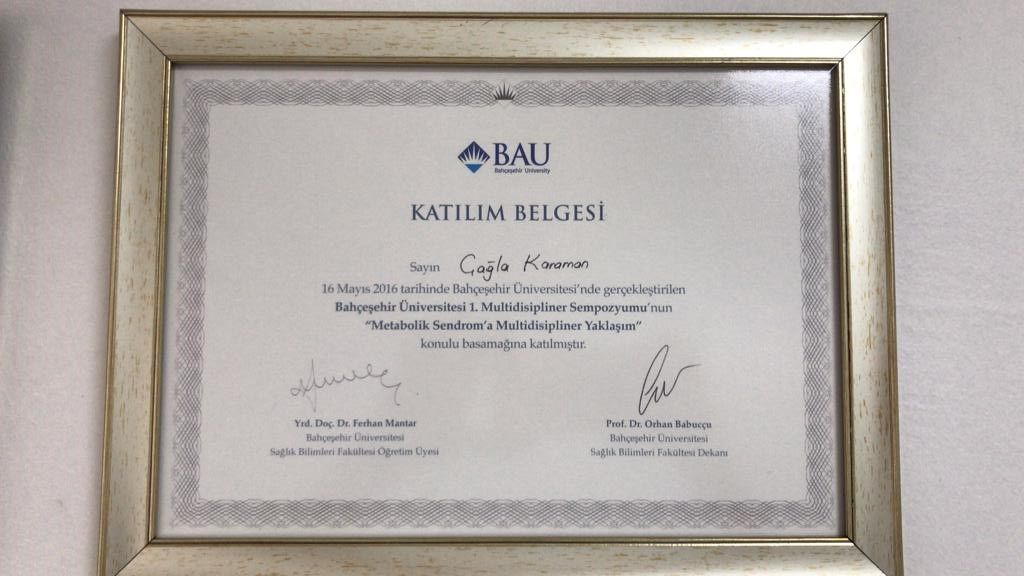 BAU
Bahçeşehir University
KATILIM BELGESİ
Sayın Çağla Karaman
16 Mayıs 2016 tarihinde Bahçeşehir Üniversitesi'nde gerçekleştirilen
Bahçeşehir Üniversitesi 1. Multidisipliner Sempozyumu'nun
"Metabolik Sendrom'a Multidisipliner Yaklaşım"
konulu basamağına katılmıştır.
Yrd. Doç. Dr. Ferhan Mantar
Bahçeşehir Üniversitesi
Sağlık Bilimleri Fakültesi Öğretim Üyesi
Prof. Dr. Orhan Babuççu
Bahçeşehir Üniversitesi
Sağlık Bilimleri Fakültesi Dekanı